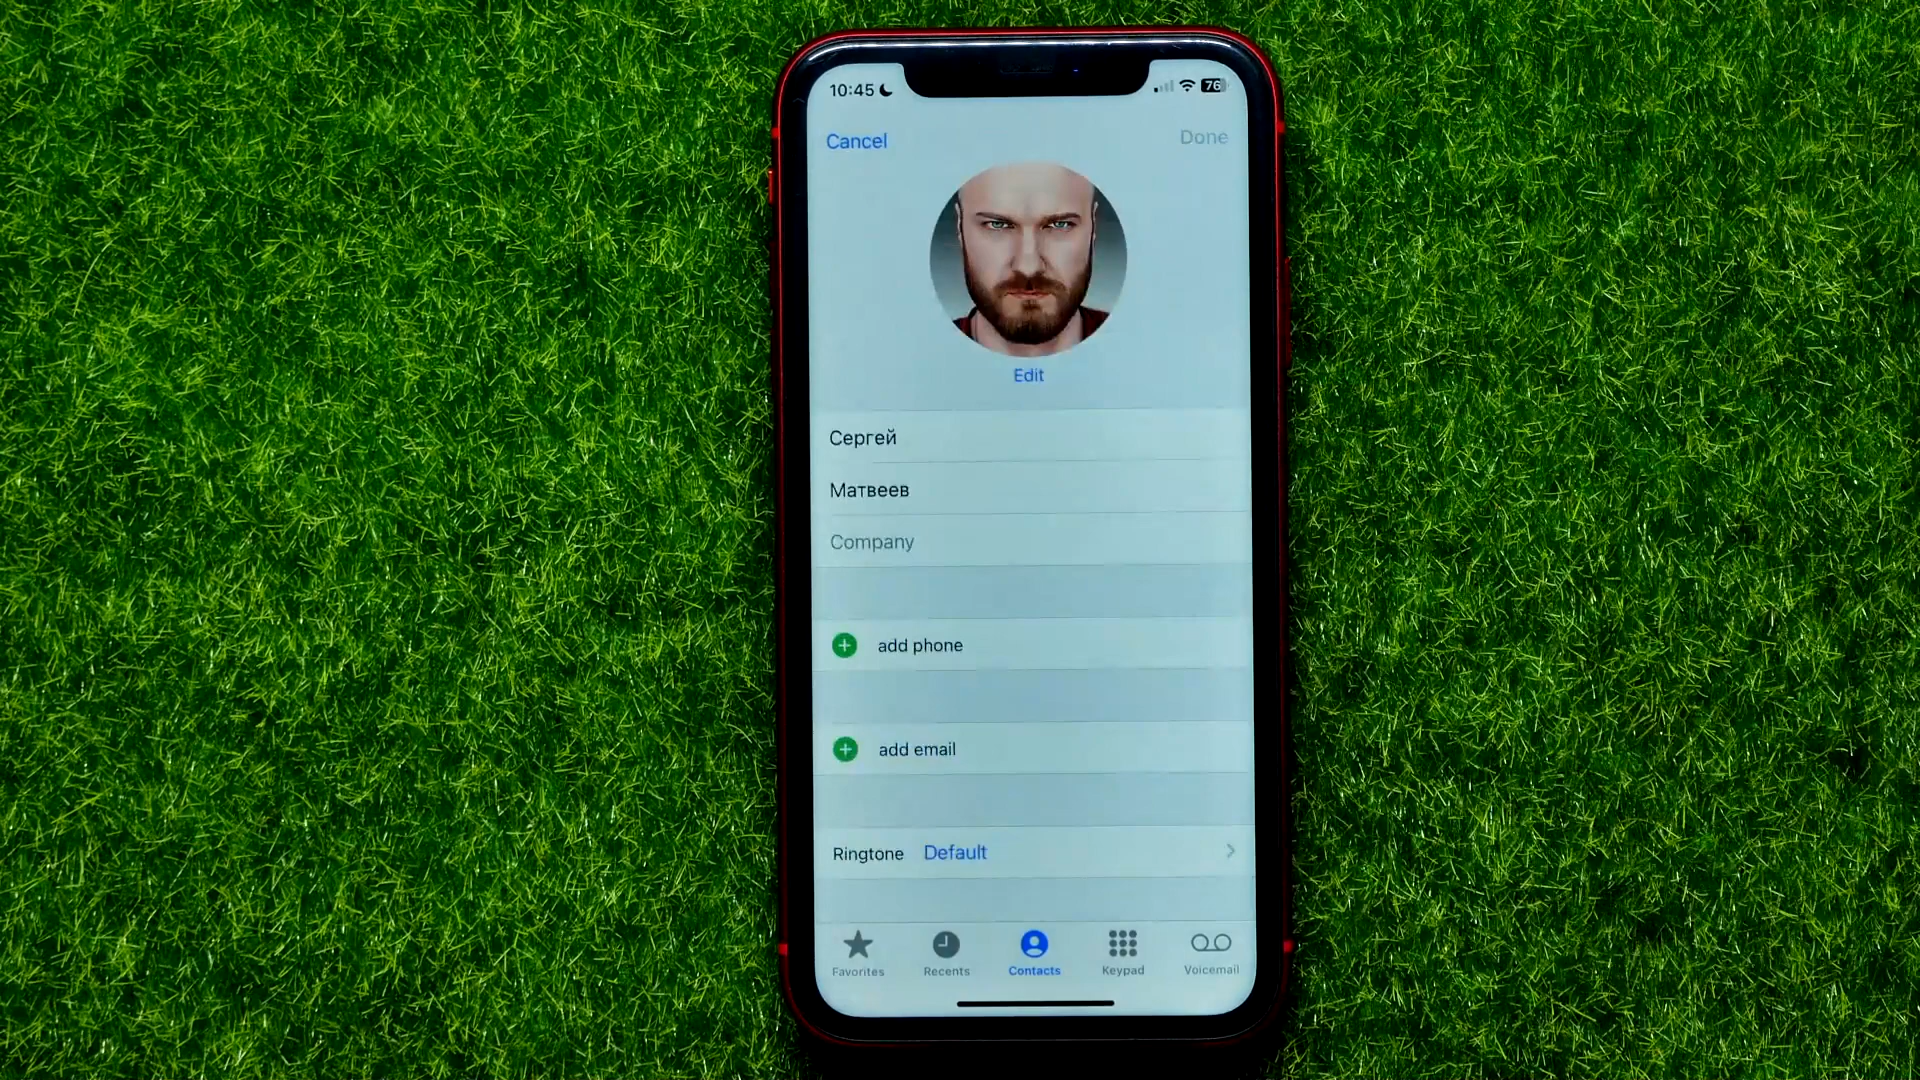 10:45
76
Cancel
Done
Edit
Сергей
Матвеев
Company
add phone
add email
Ringtone Default
Favorites
Recents
Contacts
Keypad
Voicemail